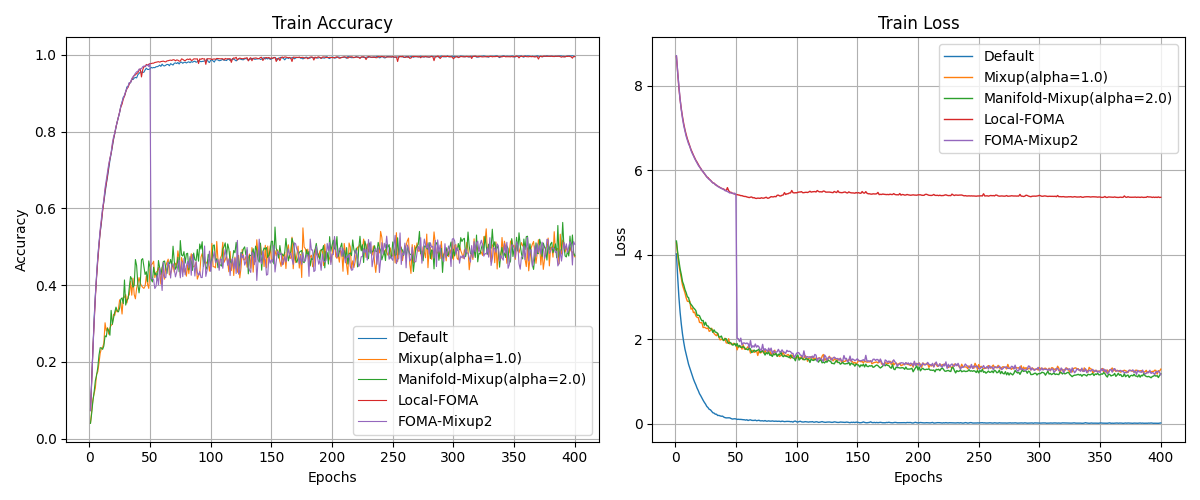 Train Accuracy
Accuracy
1.0
0.8
0.6
0.4
0.2
0.0
Default
Mixup(alpha=1.0)
Manifold-Mixup(alpha=2.0)
Local-FOMA
FOMA-Mixup2
0 50 100 150 200 250 300 350 400
Epochs
Train Loss
Loss
8
6
4
2
0
Default
Mixup(alpha=1.0)
Manifold-Mixup(alpha=2.0)
Local-FOMA
FOMA-Mixup2
0 50 100 150 200 250 300 350 400
Epochs